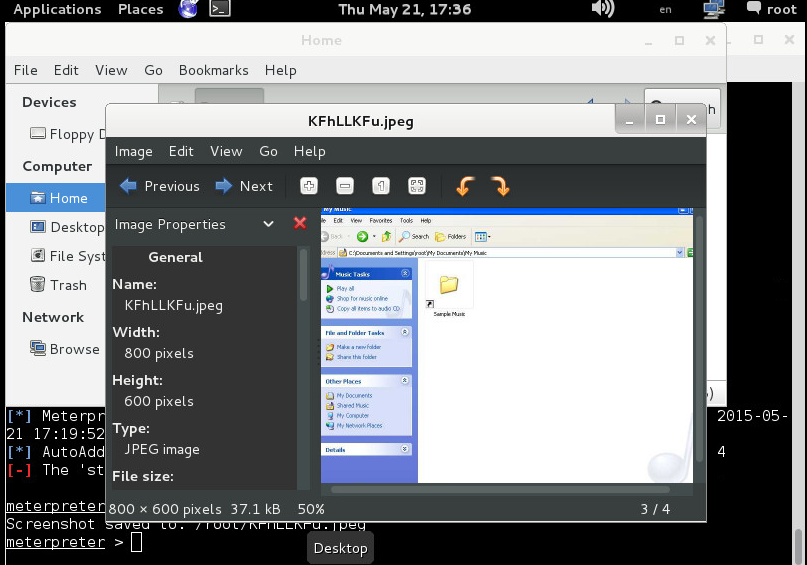 Applications Places Thu May 21, 17:36 en root
Home
File Edit View Go Bookmarks Help
Devices
Floppy D
Computer
Home
Desktop
File Syst
Trash
Network
Browse
KFhLLKFu.jpeg
Image Edit View Go Help
Previous Next
Image Properties
General
Name:
KFhLLKFu.jpeg
Width:
800 pixels
Height:
600 pixels
Type:
JPEG image
File size:
800 × 600 pixels 37.1 kB 50%
3 / 4
My Music
Edit View Favorites Tools Help
Back Search Folders
C:\Documents and Settings\root\My Documents\My Music
Music Tasks
Play all
Shop for music online
Copy all items to audio CD
File and Folder Tasks
Make a new folder
Share this folder
Other Places
My Documents
Shared Music
My Computer
My Network Places
Details
Sample Music
[*] Meterpr 2015-05-
21 17:19:52
[*] AutoAdd 4
[-] The 'st
meterpreter
Screenshot saved to: /root/KFhLLKFu.jpeg
meterpreter >
Desktop